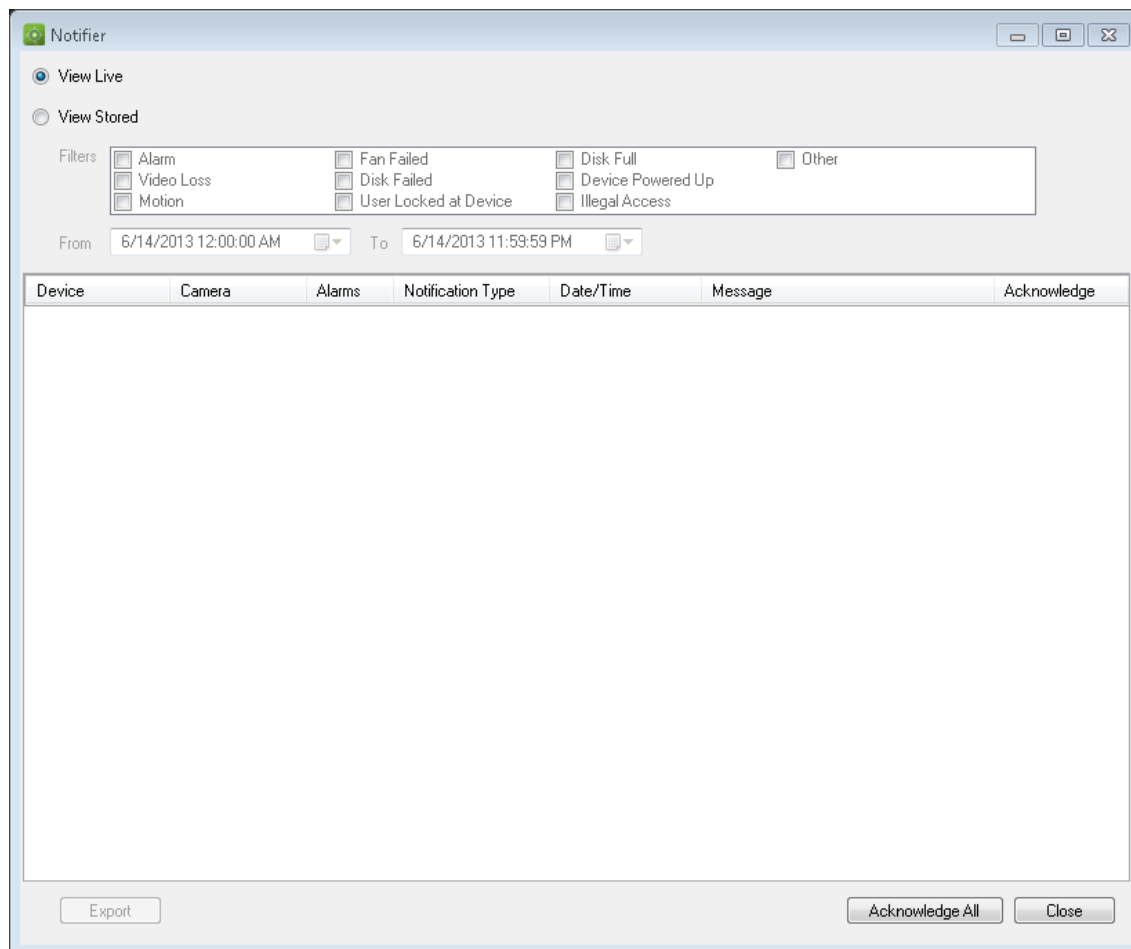 Notifier
View Live
View Stored
Filters Alarm Fan Failed Disk Full Other
Video Loss Disk Failed Device Powered Up
Motion User Locked at Device Illegal Access
From 6/14/2013 12:00:00 AM To 6/14/2013 11:59:59 PM
Device Camera Alarms Notification Type Date/Time Message Acknowledge
Export Acknowledge All Close